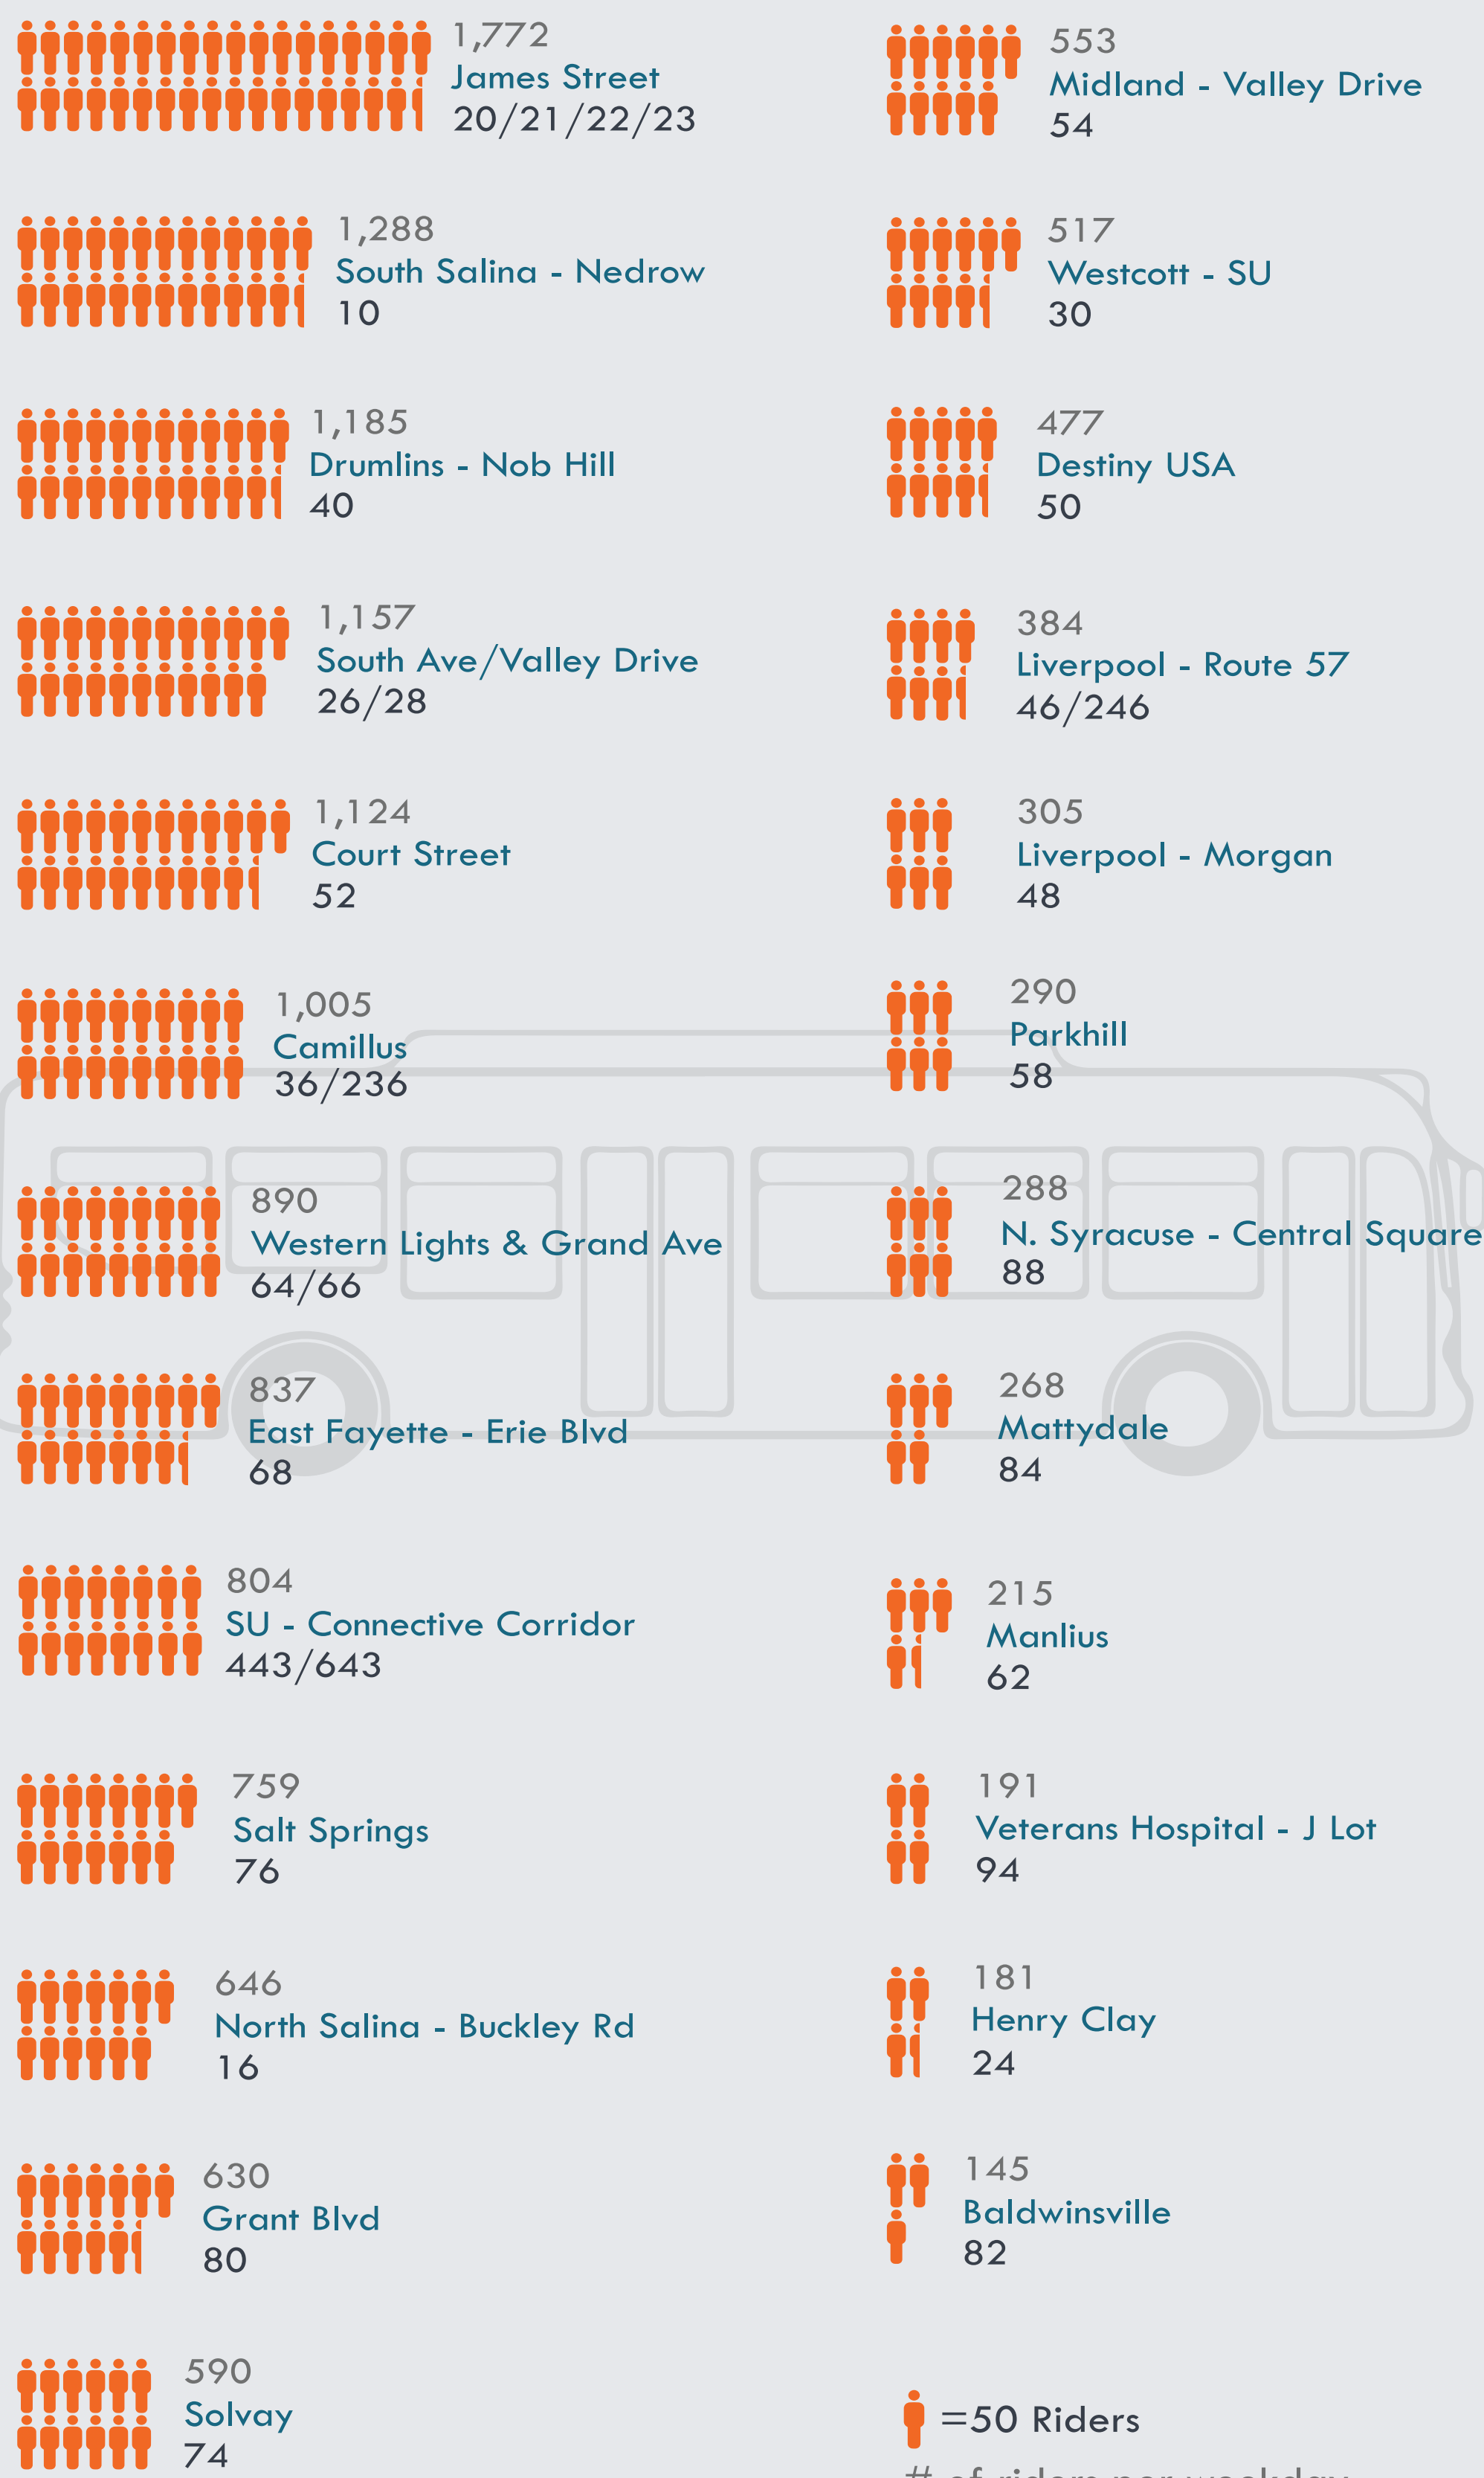 1,772
James Street
20/21/22/23
1,288
South Salina - Nedrow
10
1,185
Drumlins - Nob Hill
40
1,157
South Ave/Valley Drive
26/28
1,124
Court Street
52
1,005
Camillus
36/236
890
Western Lights & Grand Ave
64/66
837
East Fayette - Erie Blvd
68
804
SU - Connective Corridor
443/643
759
Salt Springs
76
646
North Salina - Buckley Rd
16
630
Grant Blvd
80
590
Solvay
74
553
Midland - Valley Drive
54
517
Westcott - SU
30
477
Destiny USA
50
384
Liverpool - Route 57
46/246
305
Liverpool - Morgan
48
290
Parkhill
58
288
N. Syracuse - Central Square
88
268
Mattydale
84
215
Manlius
62
191
Veterans Hospital - J Lot
94
181
Henry Clay
24
145
Baldwinsville
82
=50 Riders
# of riders per weekday